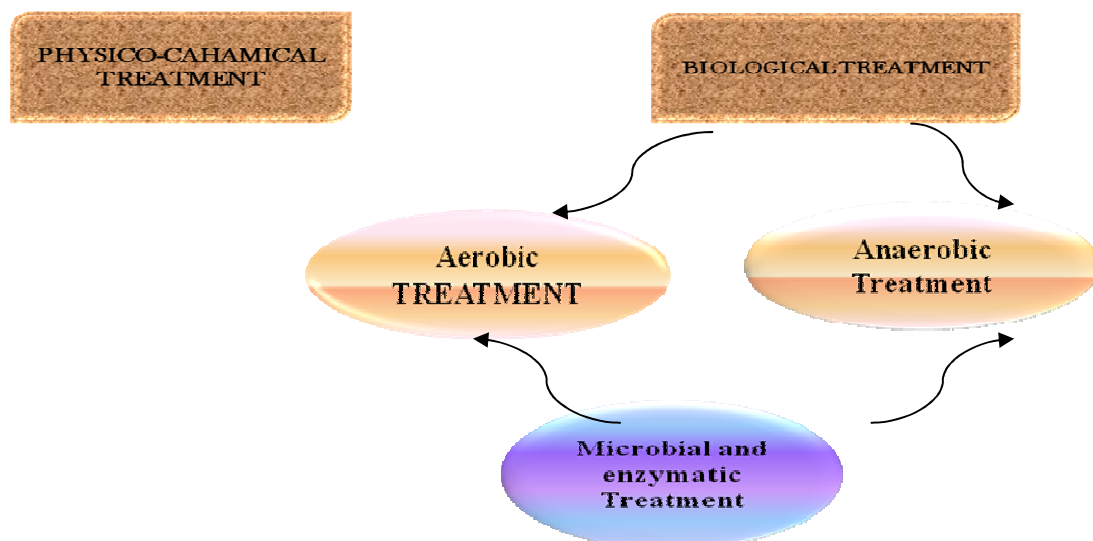 PHYSICO-CAHAMICAL
TREATMENT
BIOLOGICAL TREATMENT
Aerobic
TREATMENT
Anaerobic
Treatment
Microbial and
enzymatic
Treatment